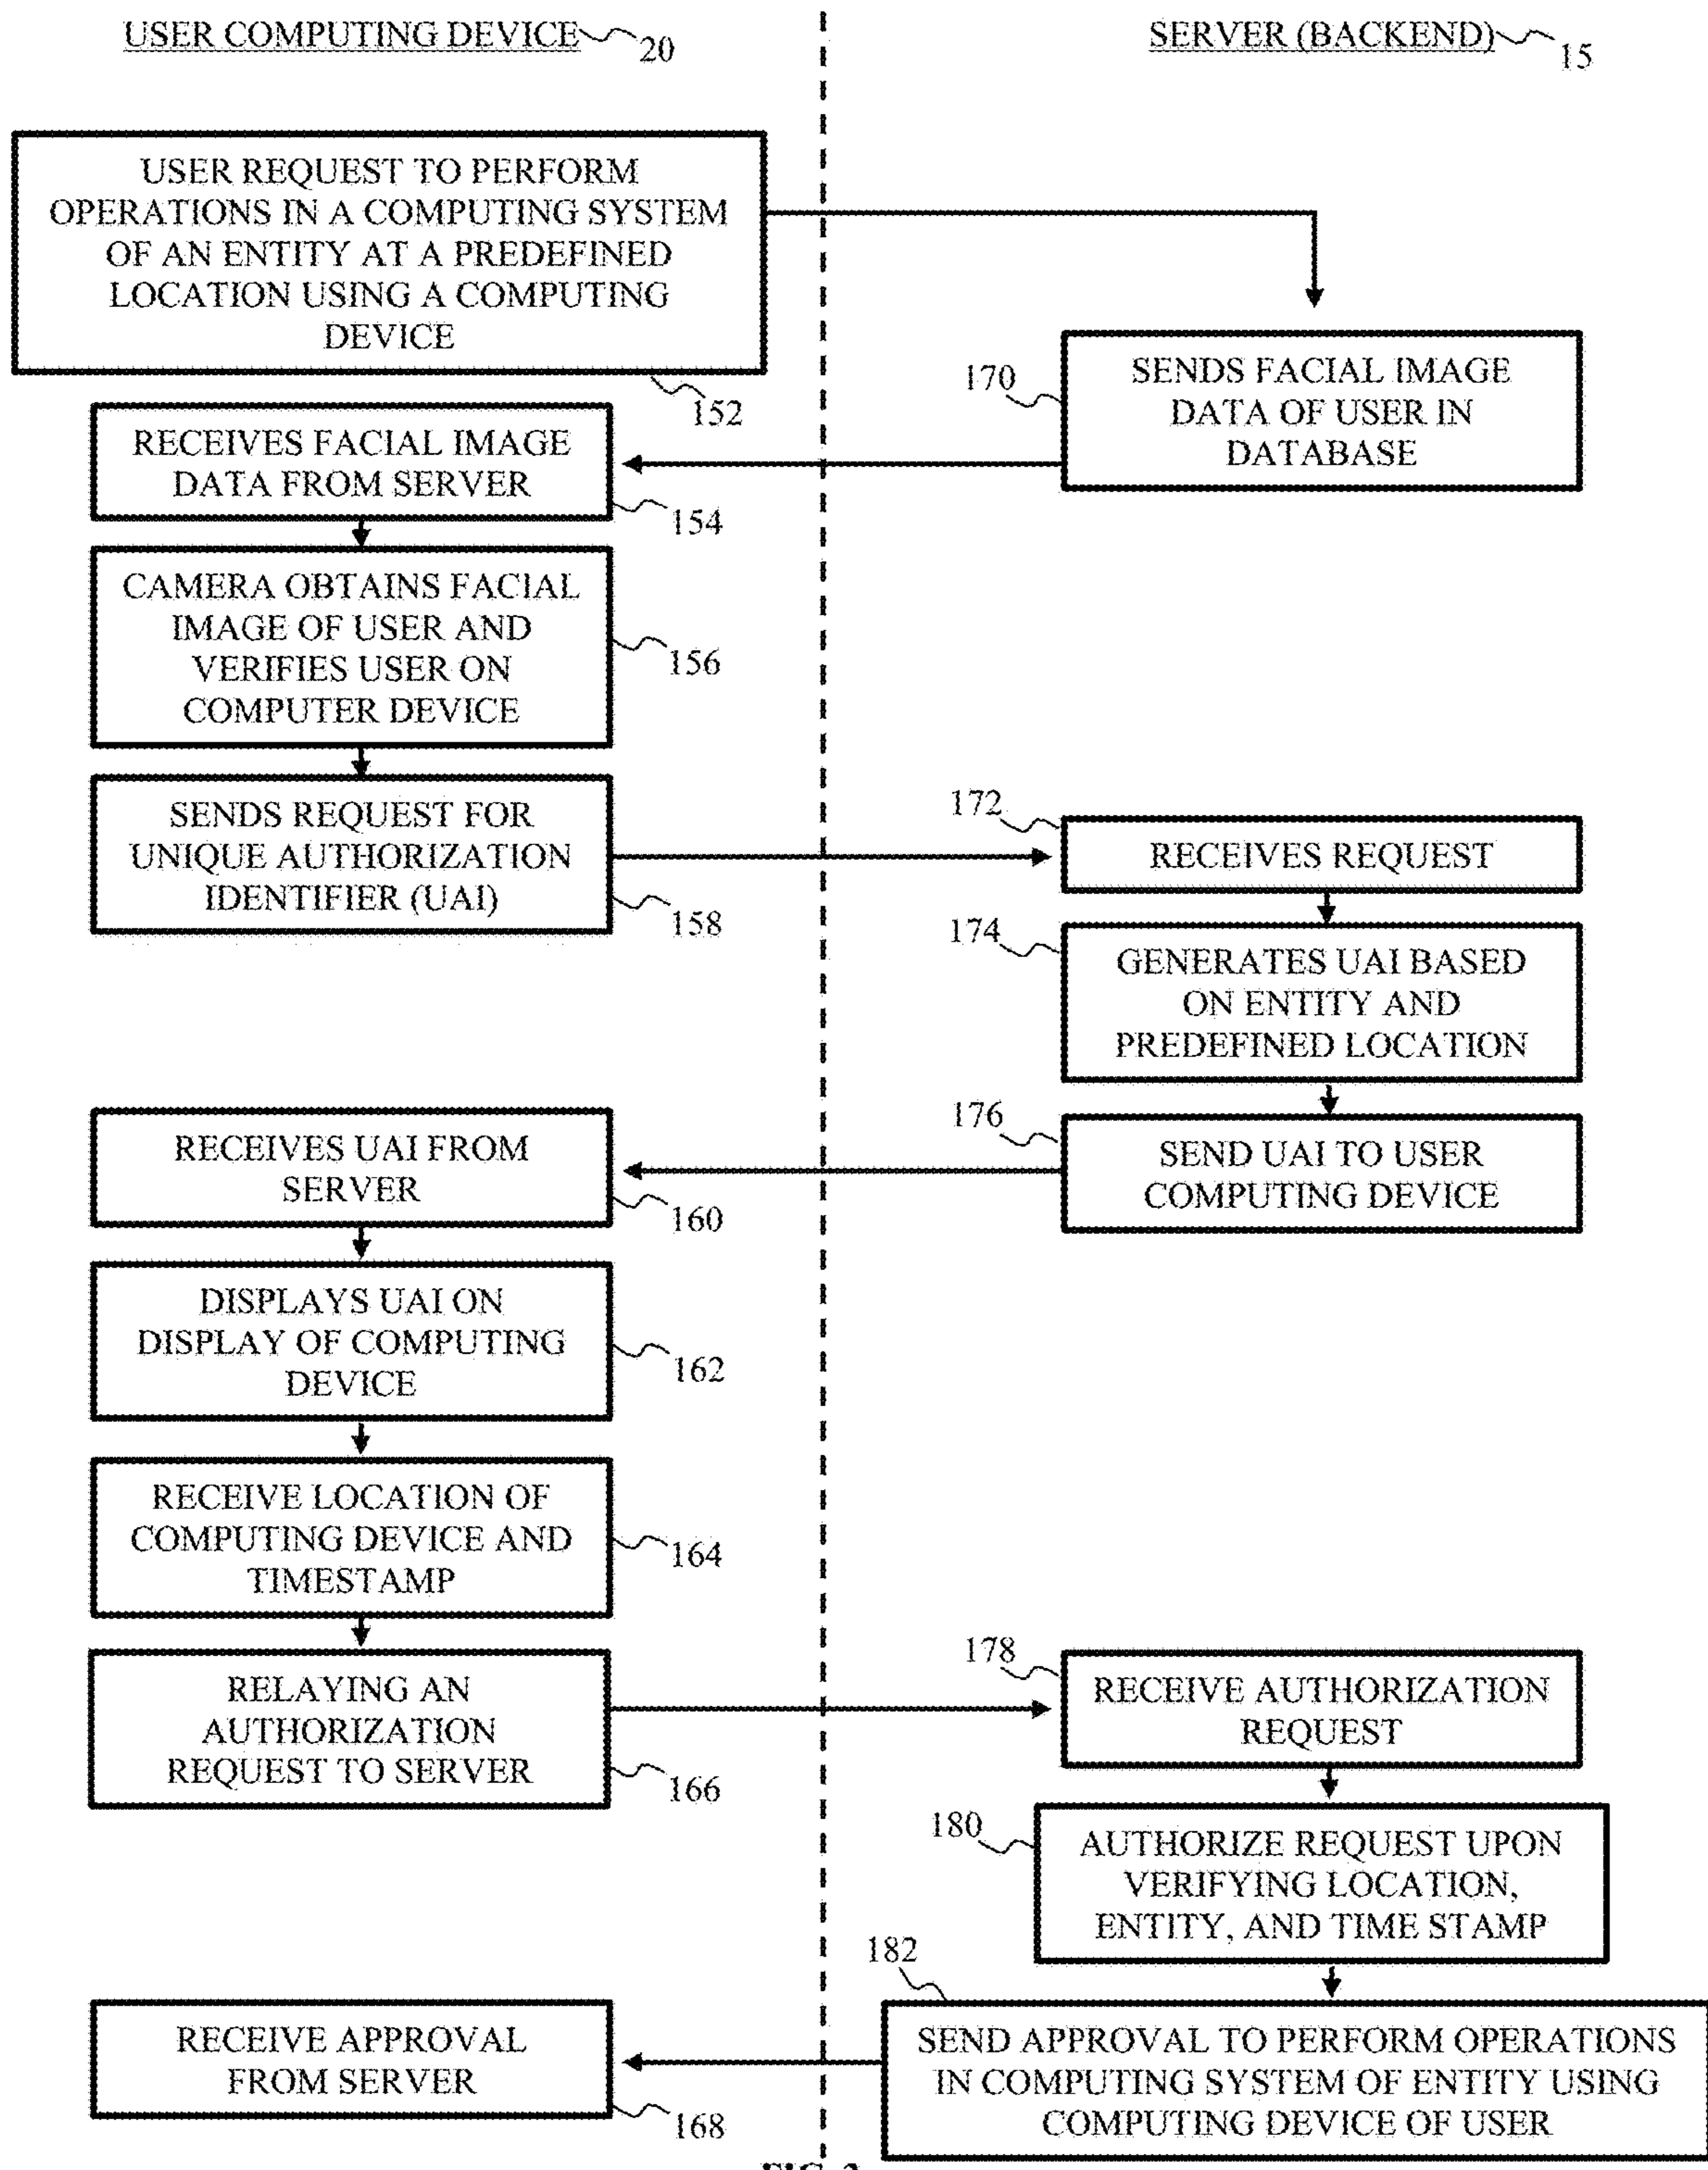 USER COMPUTING DEVICE 20
SERVER (BACKEND) 15
USER REQUEST TO PERFORM
OPERATIONS IN A COMPUTING SYSTEM
OF AN ENTITY AT A PREDEFINED
LOCATION USING A COMPUTING
DEVICE
152
170
SENDS FACIAL IMAGE
DATA OF USER IN
DATABASE
RECEIVES FACIAL IMAGE
DATA FROM SERVER
154
CAMERA OBTAINS FACIAL
IMAGE OF USER AND
VERIFIES USER ON
COMPUTER DEVICE
156
SENDS REQUEST FOR
UNIQUE AUTHORIZATION
IDENTIFIER (UAI)
158
172
RECEIVES REQUEST
174
GENERATES UAI BASED
ON ENTITY AND
PREDEFINED LOCATION
176
SEND UAI TO USER
COMPUTING DEVICE
RECEIVES UAI FROM
SERVER
160
DISPLAYS UAI ON
DISPLAY OF COMPUTING
DEVICE
162
RECEIVE LOCATION OF
COMPUTING DEVICE AND
TIMESTAMP
164
RELAYING AN
AUTHORIZATION
REQUEST TO SERVER
166
178
RECEIVE AUTHORIZATION
REQUEST
180
AUTHORIZE REQUEST UPON
VERIFYING LOCATION,
ENTITY, AND TIME STAMP
182
SEND APPROVAL TO PERFORM OPERATIONS
IN COMPUTING SYSTEM OF ENTITY USING
COMPUTING DEVICE OF USER
RECEIVE APPROVAL
FROM SERVER
168